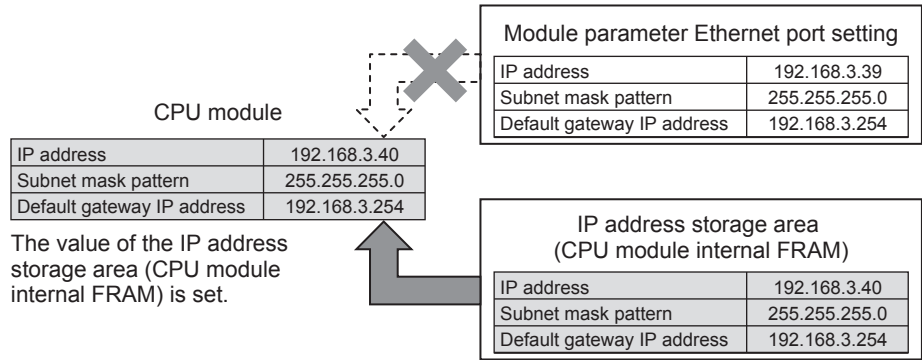 Module parameter Ethernet port setting
IP address 192.168.3.39
Subnet mask pattern 255.255.255.0
Default gateway IP address 192.168.3.254
CPU module
IP address 192.168.3.40
Subnet mask pattern 255.255.255.0
Default gateway IP address 192.168.3.254
The value of the IP address
storage area (CPU module
internal FRAM) is set.
IP address storage area
(CPU module internal FRAM)
IP address 192.168.3.40
Subnet mask pattern 255.255.255.0
Default gateway IP address 192.168.3.254